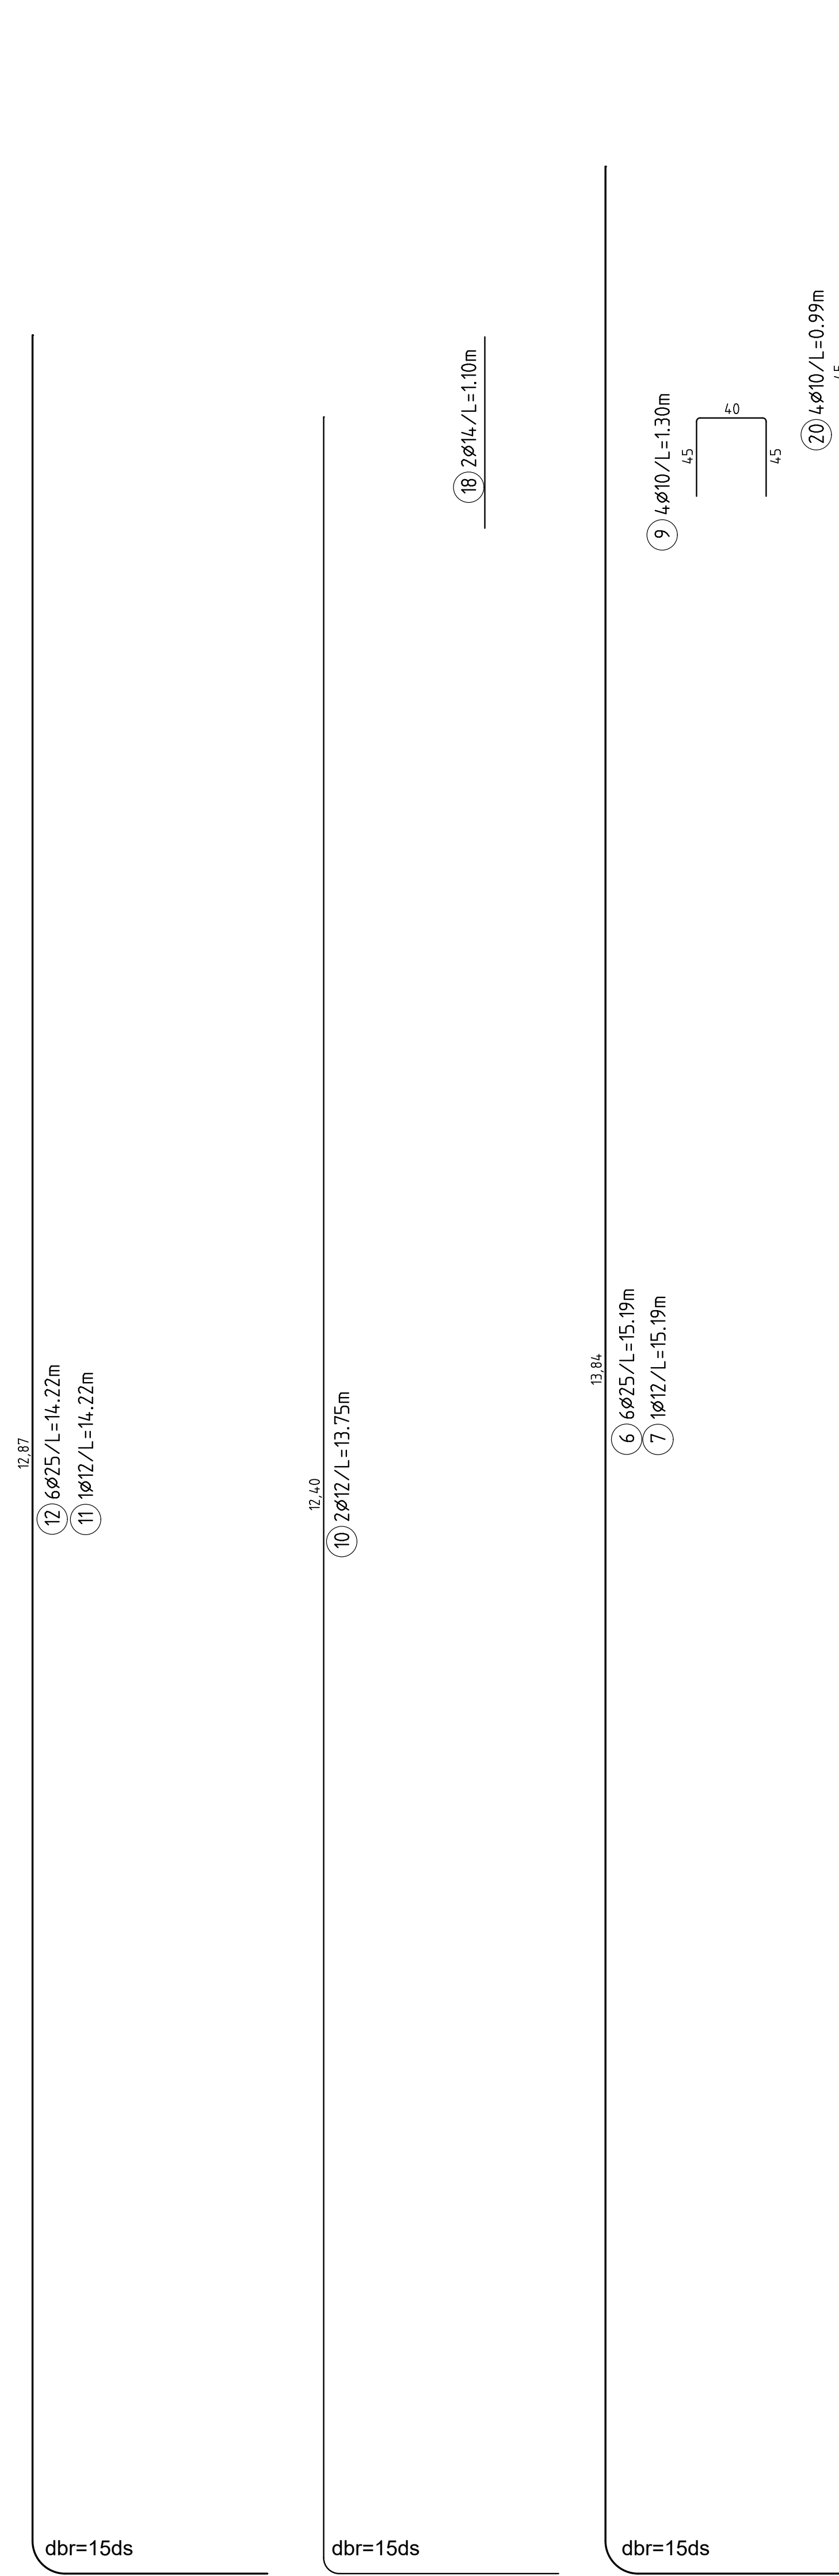 12,87
12 6ø25/L=14.22m
11 1ø12/L=14.22m
dbr=15ds
12,40
10 2ø12/L=13.75m
dbr=15ds
18 2ø14/L=1.10m
13,84
6 6ø25/L=15.19m
7 1ø12/L=15.19m
dbr=15ds
9 4ø10/L=1.30m
45
40
45
20 4ø10/L=0.99m